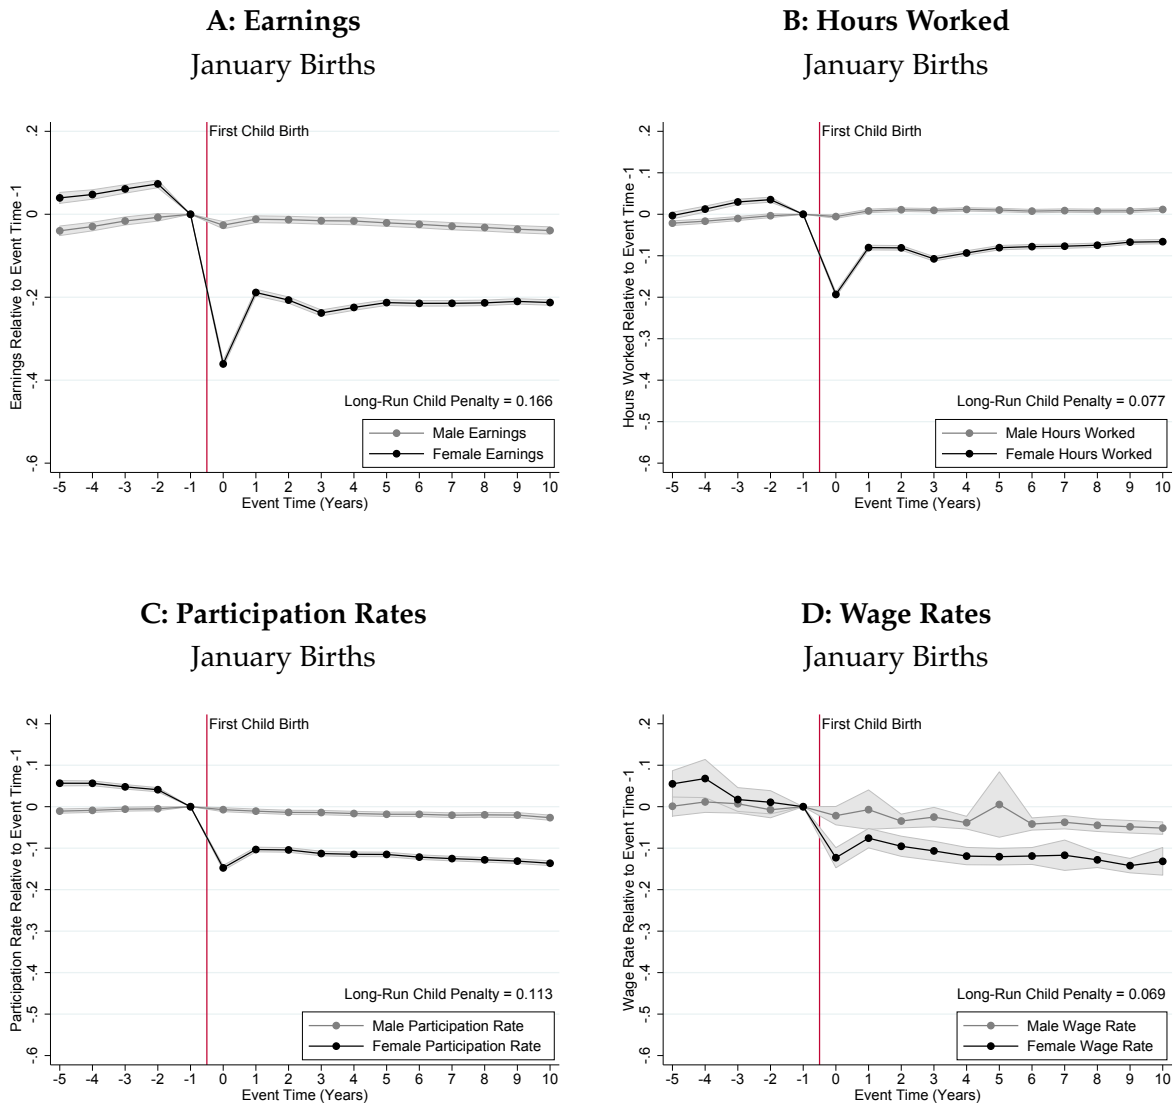 A: Earnings
January Births
First Child Birth
Earnings Relative to Event Time -1
.2
0
-.2
-.4
-.6
Long-Run Child Penalty = 0.166
Male Earnings
Female Earnings
-5 -4 -3 -2 -1 0 1 2 3 4 5 6 7 8 9 10
Event Time (Years)
B: Hours Worked
January Births
First Child Birth
Hours Worked Relative to Event Time -1
.2
.1
0
-.1
-.2
-.3
-.4
-.5
-.6
Long-Run Child Penalty = 0.077
Male Hours Worked
Female Hours Worked
-5 -4 -3 -2 -1 0 1 2 3 4 5 6 7 8 9 10
Event Time (Years)
C: Participation Rates
January Births
First Child Birth
Participation Rate Relative to Event Time -1
.2
.1
0
-.1
-.2
-.3
-.4
-.5
-.6
Long-Run Child Penalty = 0.113
Male Participation Rate
Female Participation Rate
-5 -4 -3 -2 -1 0 1 2 3 4 5 6 7 8 9 10
Event Time (Years)
D: Wage Rates
January Births
First Child Birth
Wage Rate Relative to Event Time -1
.2
.1
0
-.1
-.2
-.3
-.4
-.5
-.6
Long-Run Child Penalty = 0.069
Male Wage Rate
Female Wage Rate
-5 -4 -3 -2 -1 0 1 2 3 4 5 6 7 8 9 10
Event Time (Years)